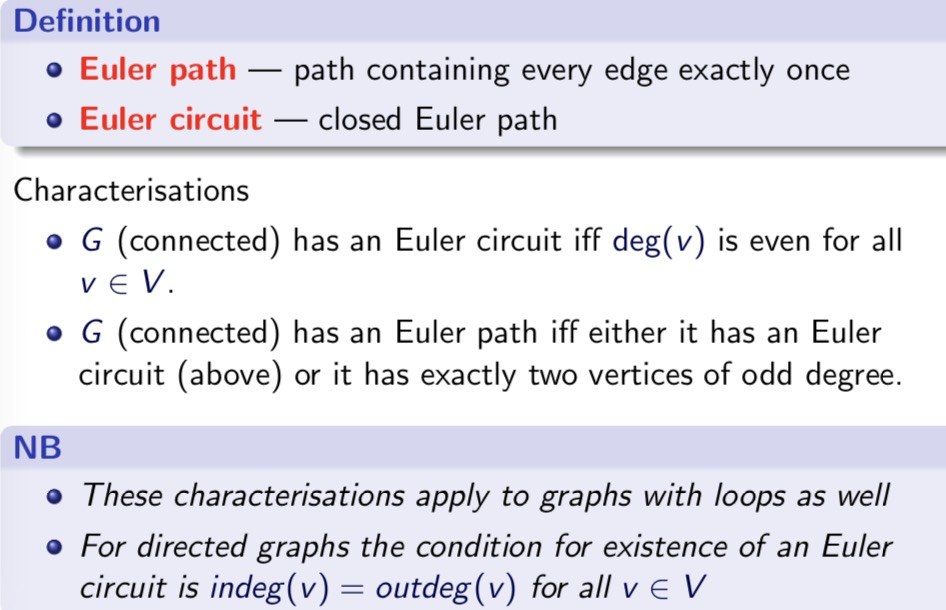 Definition
• Euler path — path containing every edge exactly once
• Euler circuit — closed Euler path
Characterisations
• G (connected) has an Euler circuit iff deg(v) is even for all
v ∈ V.
• G (connected) has an Euler path iff either it has an Euler
circuit (above) or it has exactly two vertices of odd degree.
NB
• These characterisations apply to graphs with loops as well
• For directed graphs the condition for existence of an Euler
circuit is indeg(v) = outdeg(v) for all v ∈ V